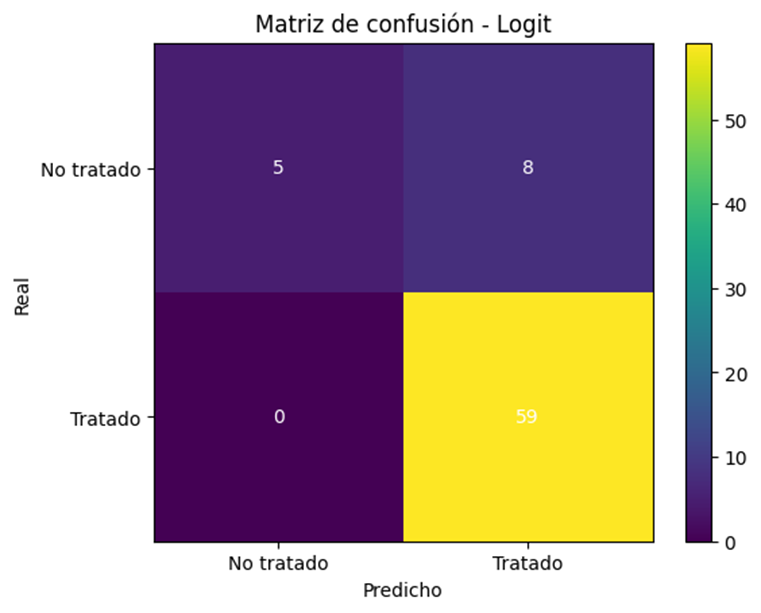 Matriz de confusión - Logit
No tratado
5
8
Tratado
0
59
Real
No tratado
Tratado
Predicho
50
40
30
20
10
0